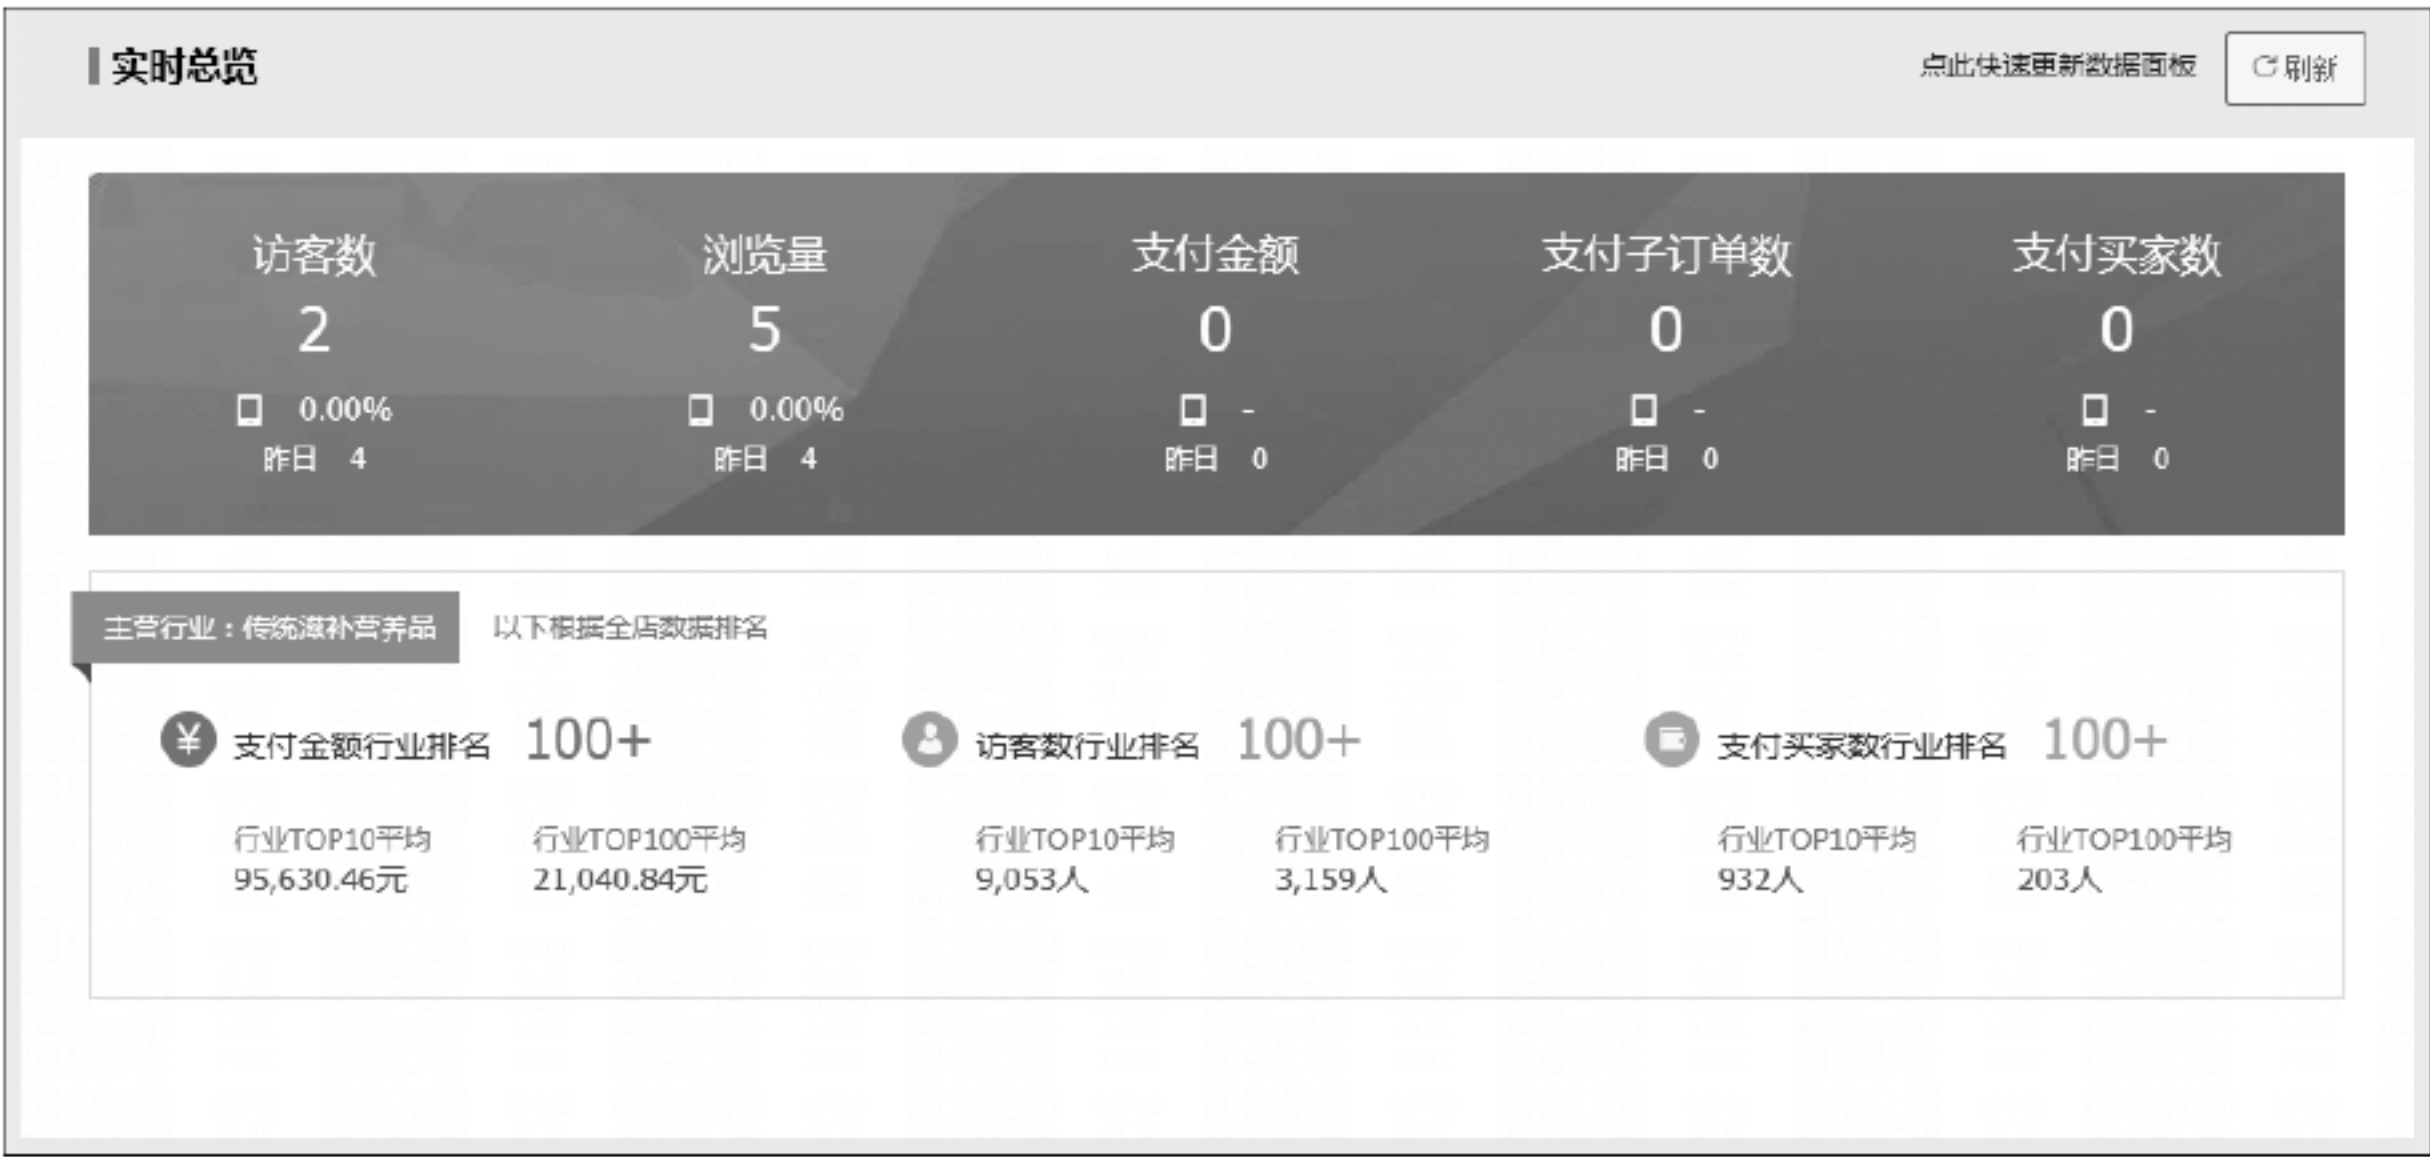 实时总览
点此快速更新数据面板 刷新
访客数 浏览量 支付金额 支付子订单数 支付买家数
2 5 0 0 0
0.00% 0.00% - - -
昨日 4 昨日 4 昨日 0 昨日 0 昨日 0
主营行业：传统滋补营养品 以下根据全店数据排名
¥ 支付金额行业排名 100+ 访客数行业排名 100+ 支付买家数行业排名 100+
行业TOP10平均 行业TOP100平均 行业TOP10平均 行业TOP100平均 行业TOP10平均 行业TOP100平均
95,630.46元 21,040.84元 9,053人 3,159人 932人 203人